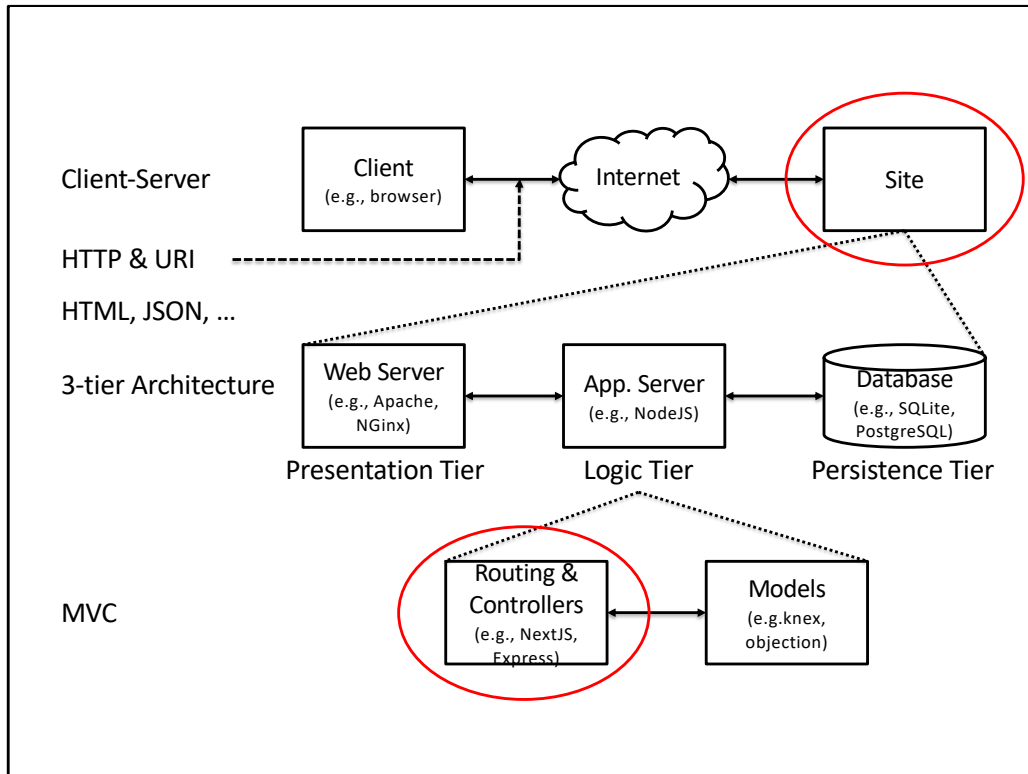 Client-Server
Client
(e.g., browser)
Internet
Site
HTTP & URI
HTML, JSON, ...
3-tier Architecture
Web Server
(e.g., Apache,
NGinx)
App. Server
(e.g., NodeJS)
Database
(e.g., SQLite,
PostgreSQL)
Presentation Tier
Logic Tier
Persistence Tier
MVC
Routing &
Controllers
(e.g., NextJS,
Express)
Models
(e.g.knex,
objection)